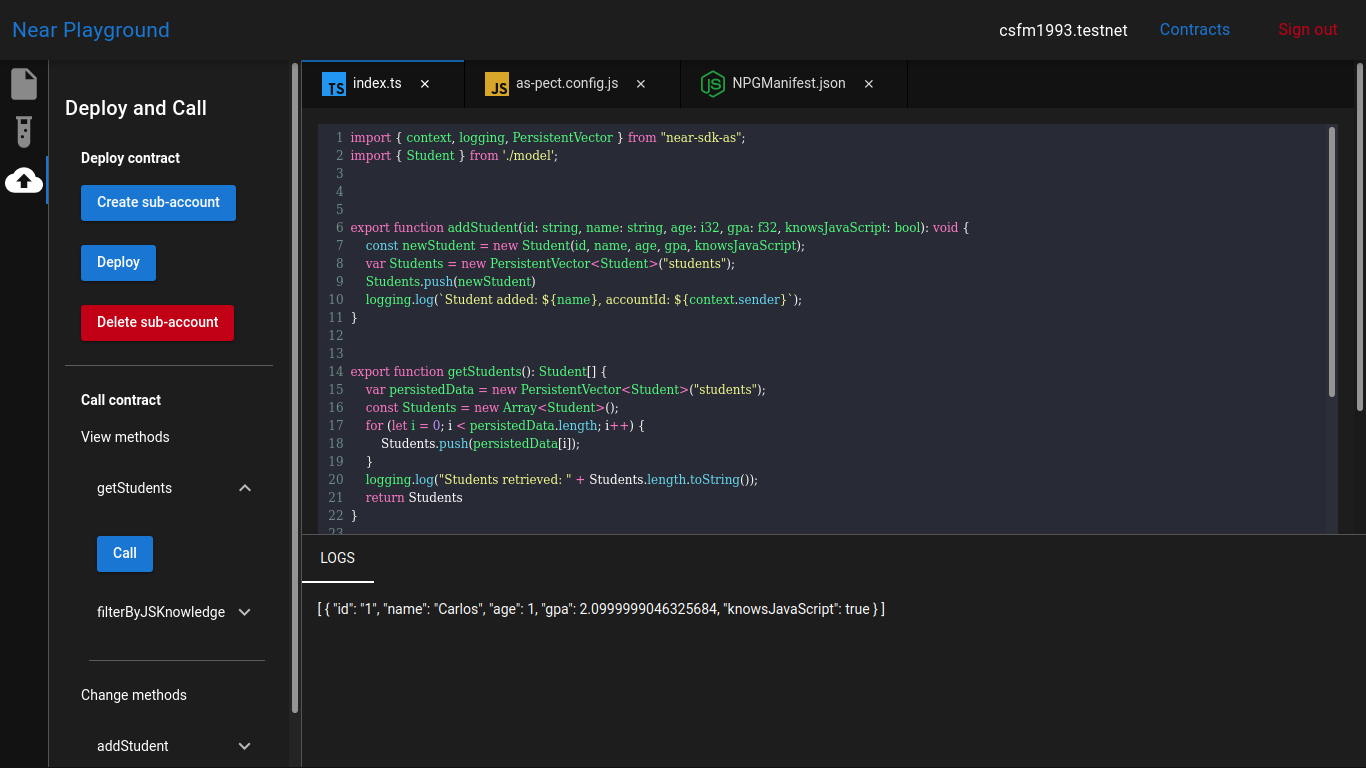 Near Playground
csfm1993.testnet
Contracts
Sign out
Deploy and Call
Deploy contract
Create sub-account
Deploy
Delete sub-account
Call contract
View methods
getStudents
Call
filterByJSKnowledge
Change methods
addStudent
TS index.ts ×
JS as-pect.config.js ×
JS NPGManifest.json ×
1 import { context, logging, PersistentVector } from "near-sdk-as";
2 import { Student } from './model';
3
4
5
6 export function addStudent(id: string, name: string, age: i32, gpa: f32, knowsJavaScript: bool): void {
7 const newStudent = new Student(id, name, age, gpa, knowsJavaScript);
8 var Students = new PersistentVector<Student>("students");
9 Students.push(newStudent)
10 logging.log(`Student added: ${name}, accountId: ${context.sender}`);
11 }
12
13
14 export function getStudents(): Student[] {
15 var persistedData = new PersistentVector<Student>("students");
16 const Students = new Array<Student>();
17 for (let i = 0; i < persistedData.length; i++) {
18 Students.push(persistedData[i]);
19 }
20 logging.log("Students retrieved: " + Students.length.toString());
21 return Students
22 }
23
LOGS
[ { "id": "1", "name": "Carlos", "age": 1, "gpa": 2.0999999046325684, "knowsJavaScript": true } ]